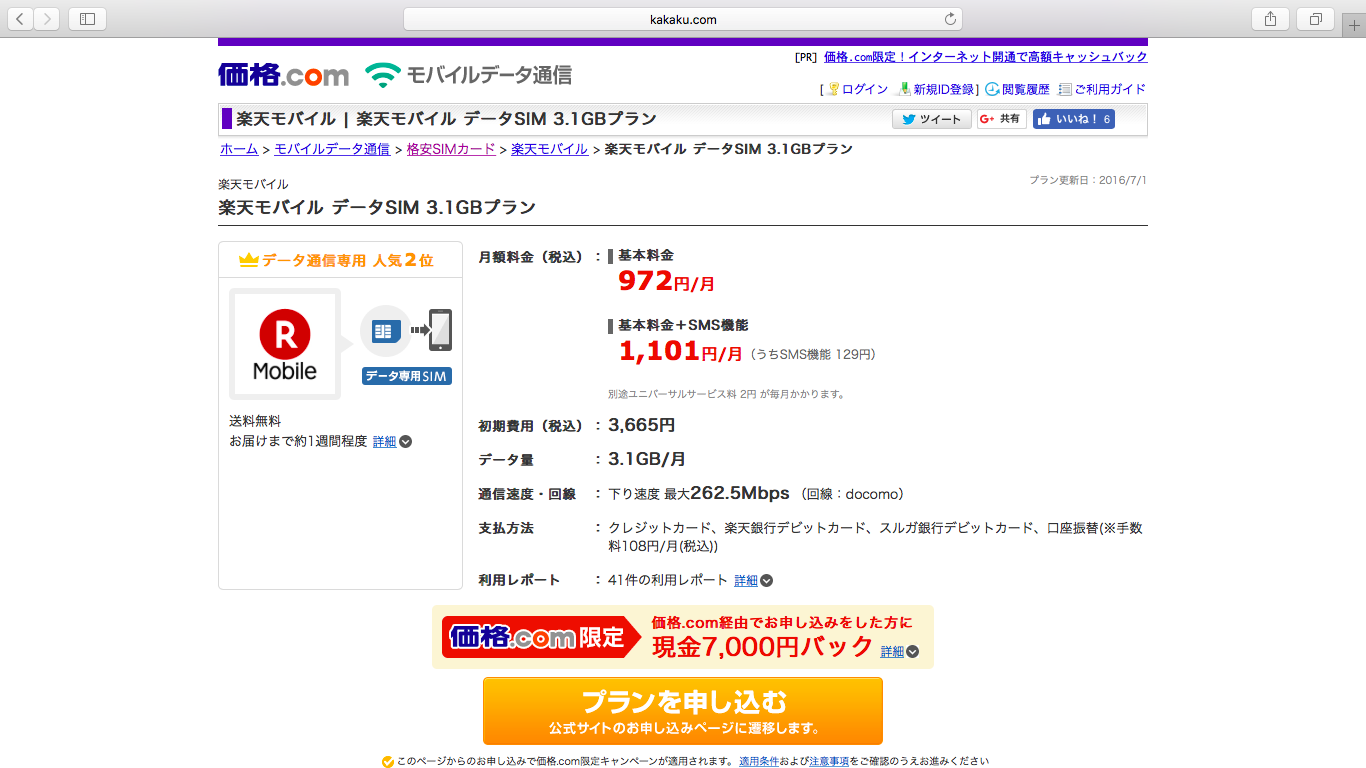 kakaku.com
[PR] 価格.com限定！インターネット開通で高額キャッシュバック
価格.com モバイルデータ通信
[ ログイン 新規ID登録 ] 閲覧履歴 ご利用ガイド
楽天モバイル | 楽天モバイル データSIM 3.1GBプラン
ツイート G+ 共有 いいね！ 6
ホーム > モバイルデータ通信 > 格安SIMカード > 楽天モバイル > 楽天モバイル データSIM 3.1GBプラン
プラン更新日：2016/7/1
楽天モバイル
楽天モバイル データSIM 3.1GBプラン
データ通信専用 人気2位
R
Mobile
データ専用SIM
送料無料
お届けまで約1週間程度 詳細
月額料金（税込）：
基本料金
972円/月
基本料金＋SMS機能
1,101円/月（うちSMS機能 129円）
別途ユニバーサルサービス料 2円 が毎月かかります。
初期費用（税込）：3,665円
データ量：3.1GB/月
通信速度・回線：下り速度 最大262.5Mbps （回線：docomo）
支払方法：クレジットカード、楽天銀行デビットカード、スルガ銀行デビットカード、口座振替(※手数
料108円/月(税込))
利用レポート：41件の利用レポート 詳細
価格.com限定
価格.com経由でお申し込みをした方に
現金7,000円バック 詳細
プランを申し込む
公式サイトのお申し込みページに遷移します。
このページからのお申し込みで価格.com限定キャンペーンが適用されます。 適用条件および注意事項をご確認のうえお進みください